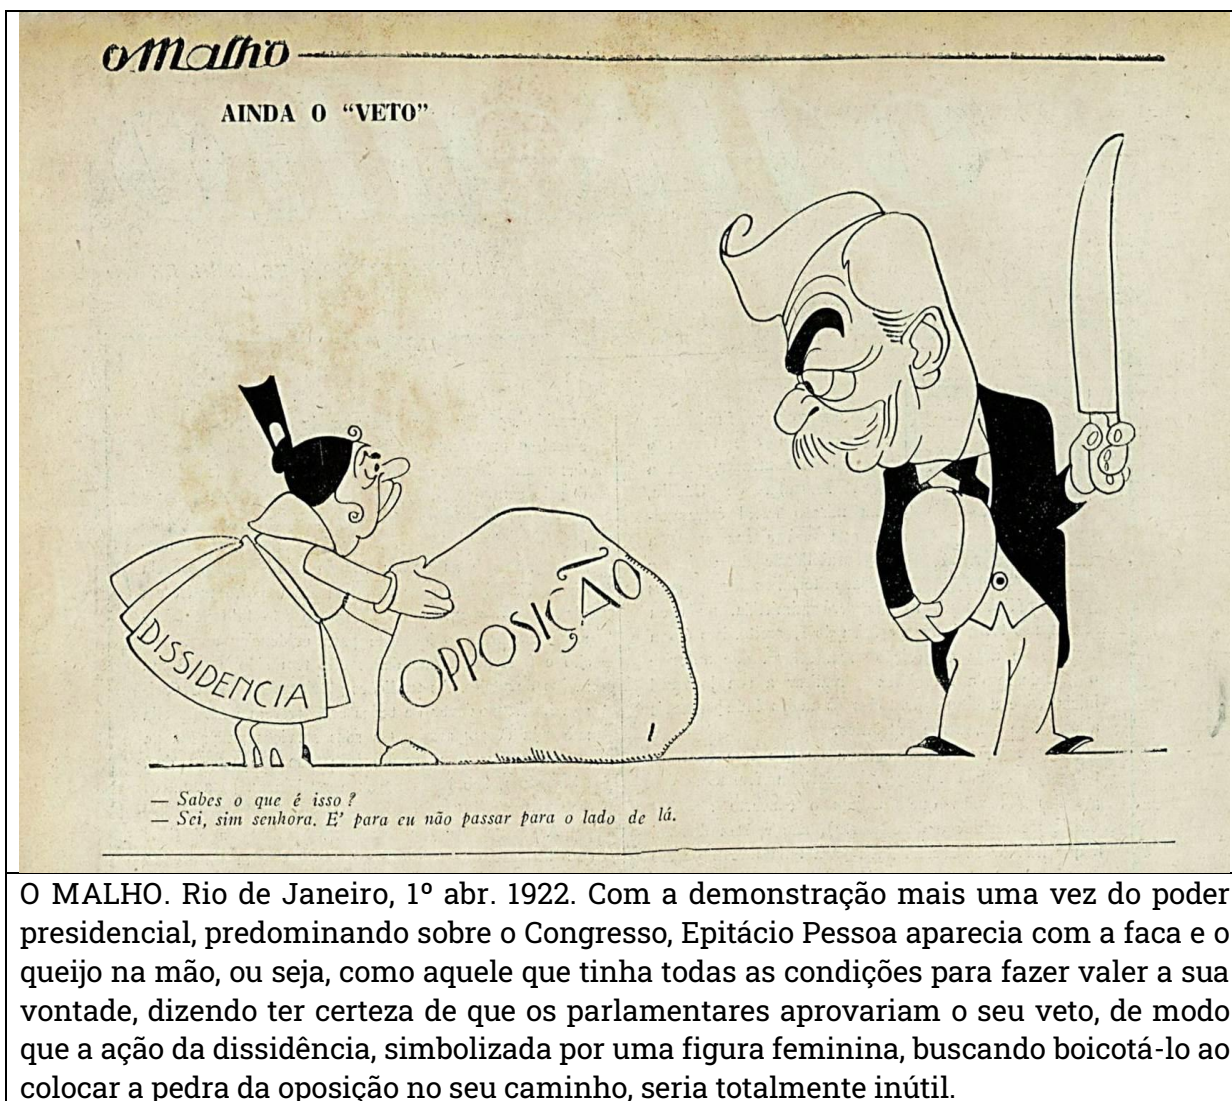 O Malho
AINDA O “VETO”
DISSIDENCIA
OPPOSIÇÃO
— Sabes o que é isso ?
— Sei, sim senhora. E’ para eu não passar para o lado de lá.
O MALHO. Rio de Janeiro, 1º abr. 1922. Com a demonstração mais uma vez do poder
presidencial, predominando sobre o Congresso, Epitácio Pessoa aparecia com a faca e o
queijo na mão, ou seja, como aquele que tinha todas as condições para fazer valer a sua
vontade, dizendo ter certeza de que os parlamentares aprovariam o seu veto, de modo
que a ação da dissidência, simbolizada por uma figura feminina, buscando boicotá-lo ao
colocar a pedra da oposição no seu caminho, seria totalmente inútil.